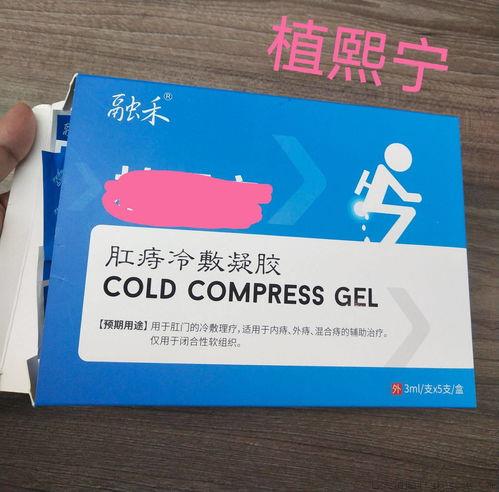 植熙宁
融禾®
肛痔冷敷凝胶
COLD COMPRESS GEL
【预期用途】用于肛门的冷敷理疗,适用于内痔、外痔、混合痔的辅助治疗。
仅用于闭合性软组织。
外 3ml/支x5支/盒